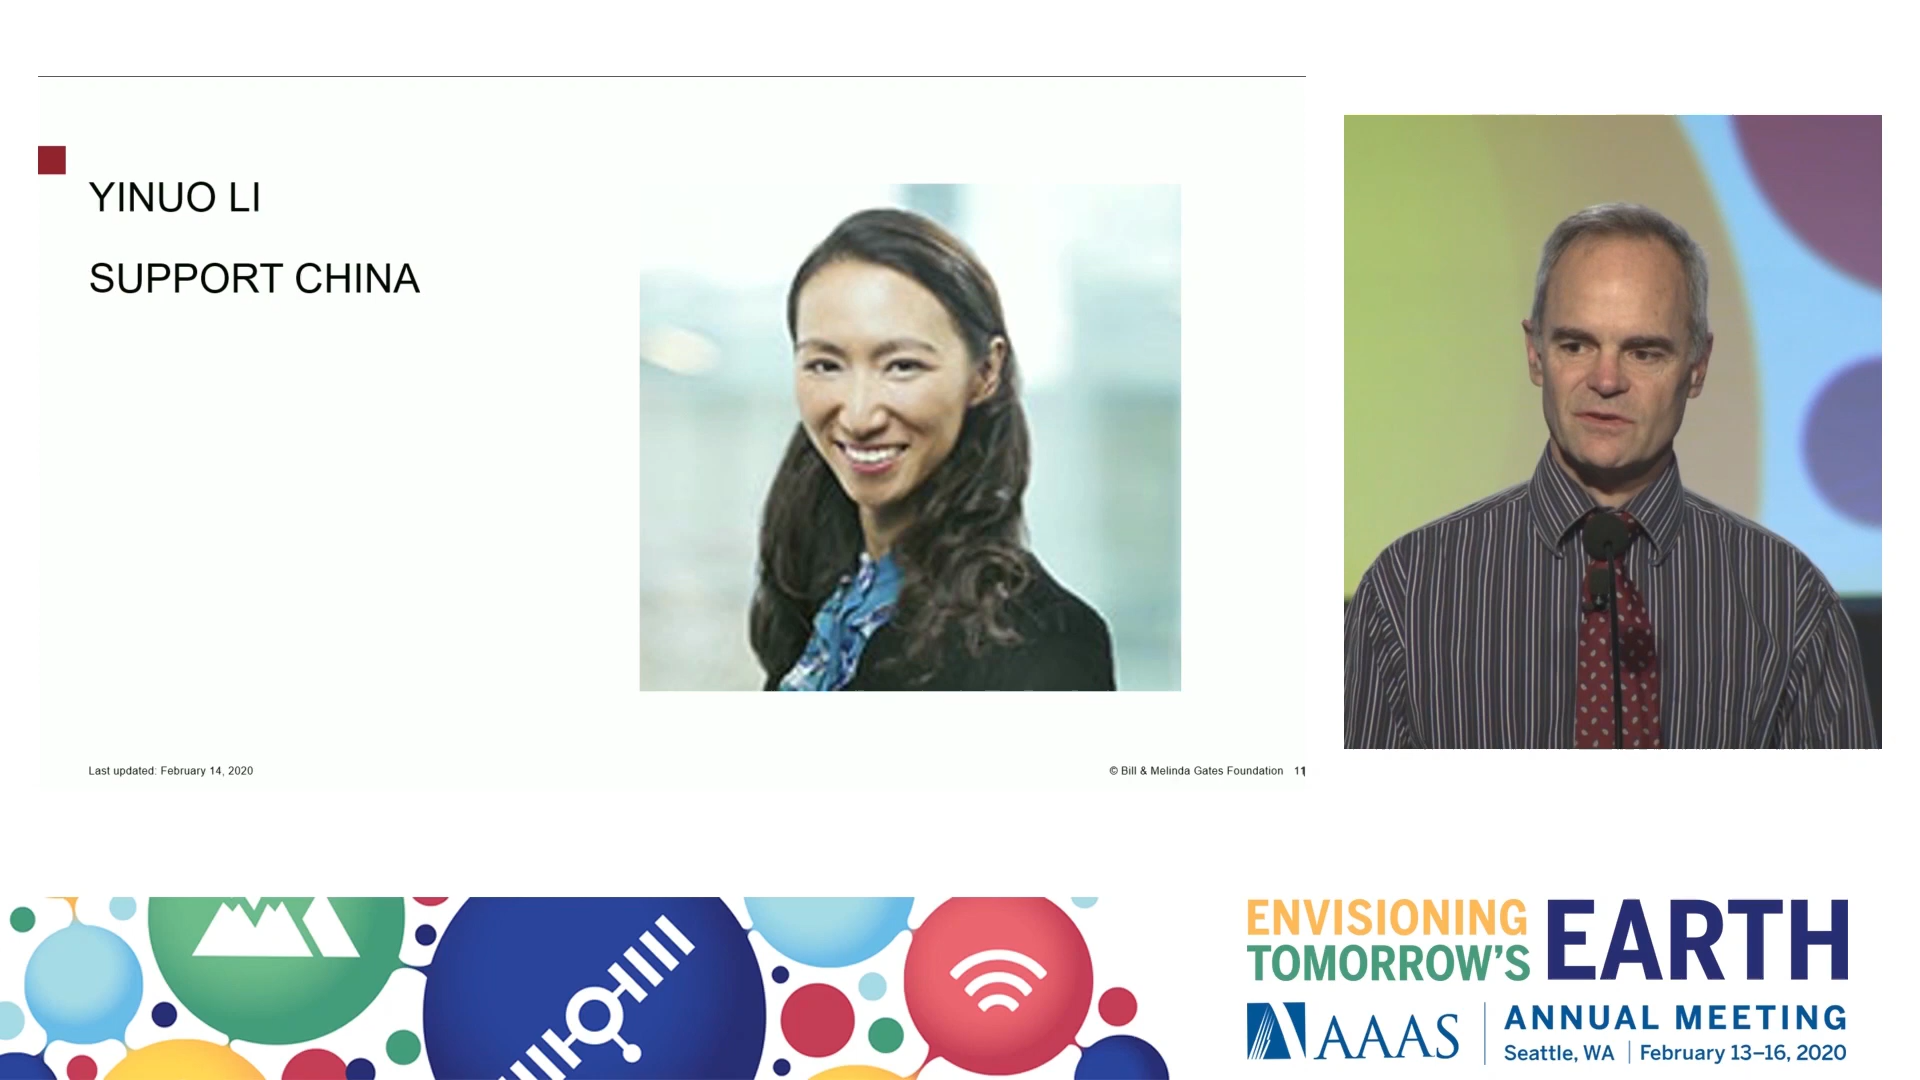 YINUO LI
SUPPORT CHINA
Last updated: February 14, 2020
© Bill & Melinda Gates Foundation 11
ENVISIONING
TOMORROW'S
EARTH
AAAS
ANNUAL MEETING
Seattle, WA | February 13–16, 2020